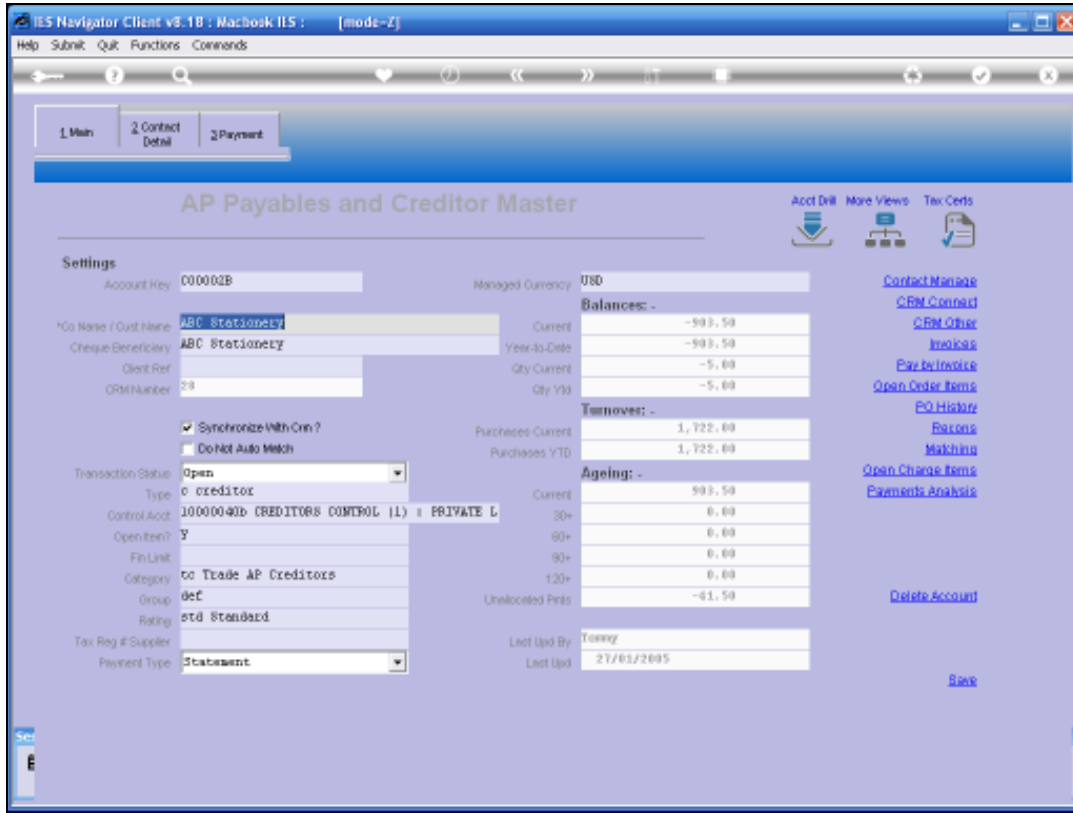 IES Navigator Client v8.18 : Macbook IES : [mode-Z]
Help Submit Quit Functions Commands
1 Main
2 Contact Detail
3 Payment
AP Payables and Creditor Master
Acct Drill More Views Tax Certs
Settings
Account Key C00002B
Managed Currency USD
Contact Manage
Balances: -
CRM Connect
*Co Name / Cust Name ABC Stationery
Current -903.50
CRM Other
Cheque Beneficiary ABC Stationery
Year-to-Date -903.50
Invoices
Client Ref
Qty Current -5.00
Pay by Invoice
CRM Number 28
Qty Ytd -5.00
Open Order Items
Turnover: -
PO History
Synchronize With Crm ?
Purchases Current 1,722.00
Recons
Do Not Auto Match
Purchases YTD 1,722.00
Matching
Transaction Status Open
Ageing: -
Open Charge Items
Type c creditor
Current 903.50
Payments Analysis
Control Acct 10000040b CREDITORS CONTROL (1) : PRIVATE L
30+ 0.00
Open Item? Y
60+ 0.00
Fin Limit
90+ 0.00
Category tc Trade AP Creditors
120+ 0.00
Group def
Unallocated Pmts -61.50
Delete Account
Rating std Standard
Tax Reg # Supplier
Last Upd By Tommy
Payment Type Statement
Last Upd 27/01/2005
Save